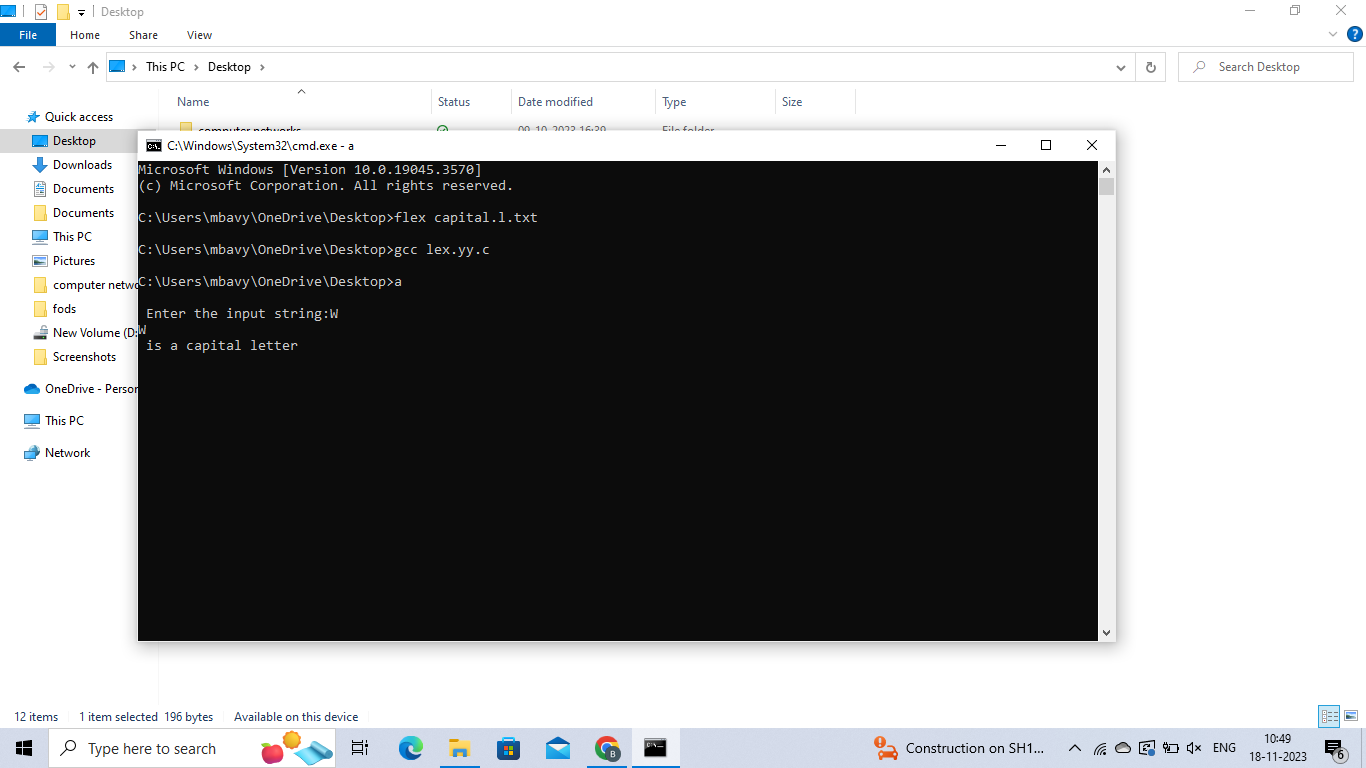 Desktop
File Home Share View
This PC Desktop
Search Desktop
Name Status Date modified Type Size
Quick access
computer networks 09-10-2023 16:39 File folder
Desktop
C:\Windows\System32\cmd.exe - a
Downloads
Documents
Documents
This PC
Pictures
computer netwo
fods
New Volume (D:
Screenshots
OneDrive - Person
This PC
Network
Microsoft Windows [Version 10.0.19045.3570]
(c) Microsoft Corporation. All rights reserved.
C:\Users\mbavy\OneDrive\Desktop>flex capital.l.txt
C:\Users\mbavy\OneDrive\Desktop>gcc lex.yy.c
C:\Users\mbavy\OneDrive\Desktop>a
Enter the input string:W
W
is a capital letter
12 items 1 item selected 196 bytes Available on this device
Type here to search
B
Construction on SH1...
ENG
10:49
18-11-2023
6